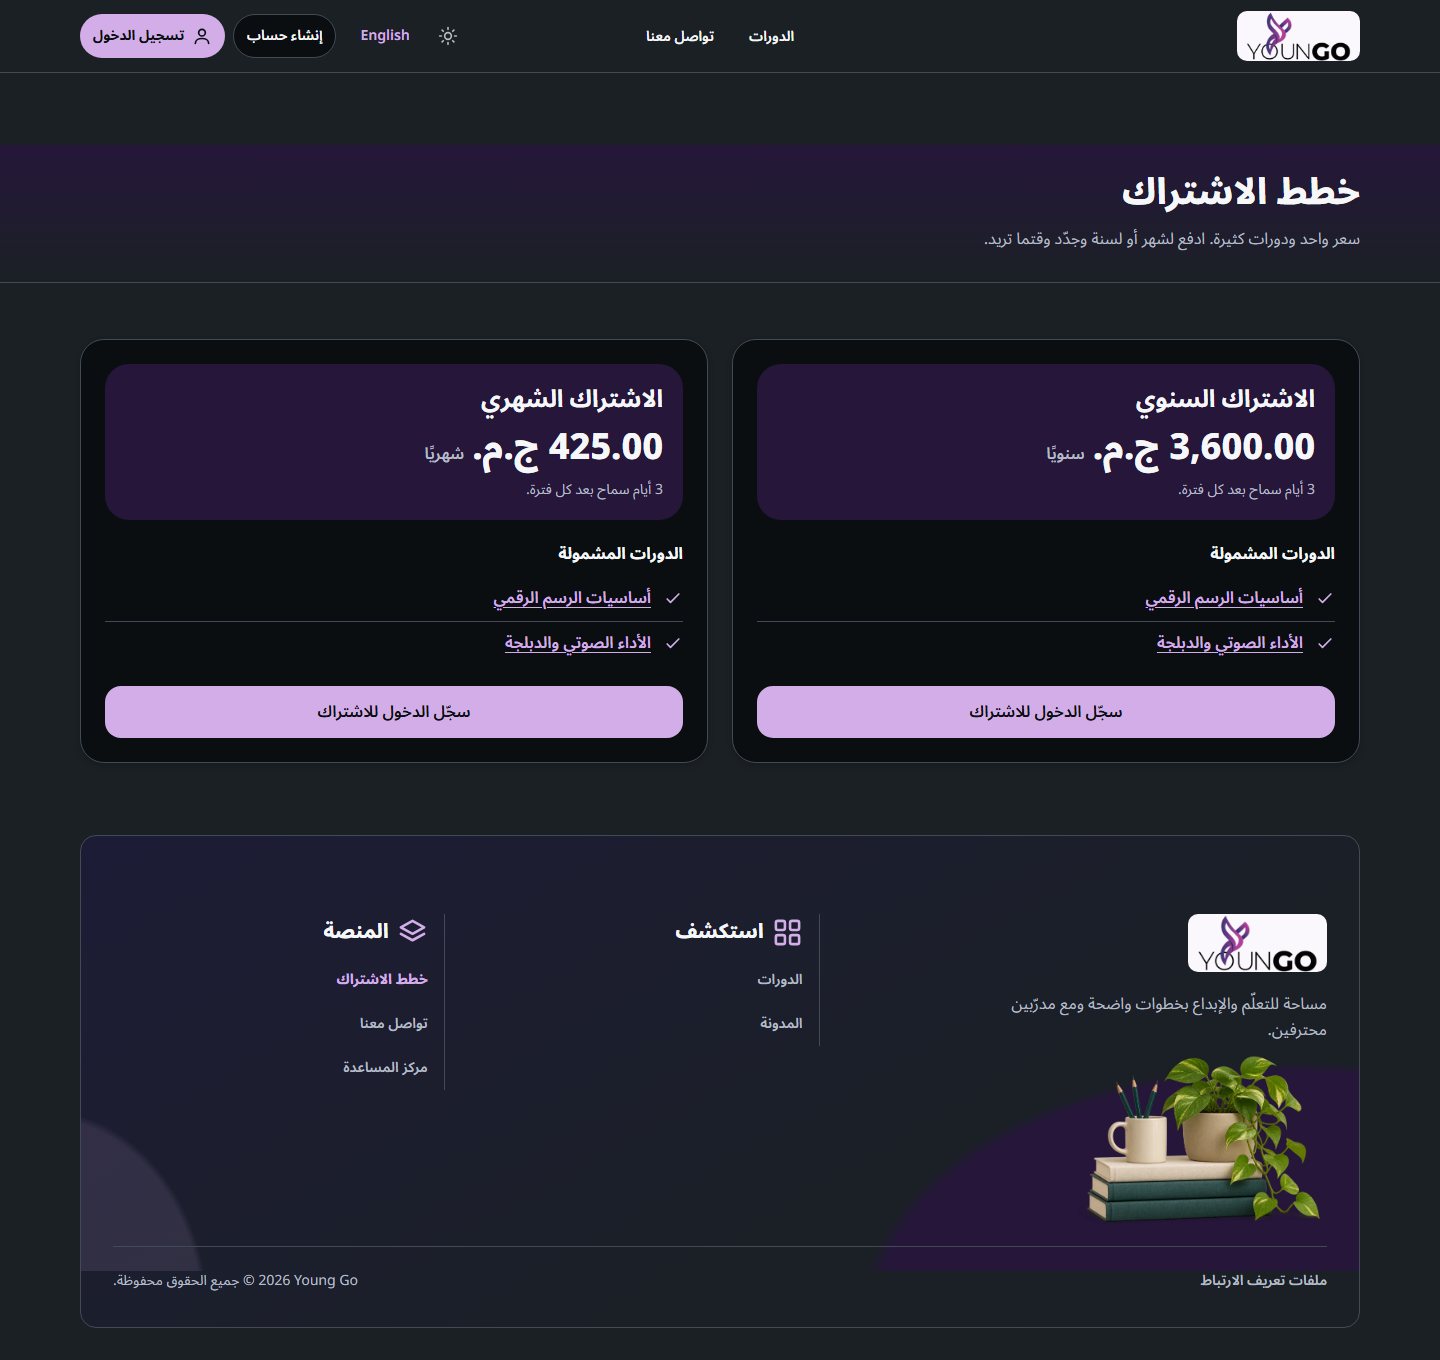 YOUNGO
الدورات
تواصل معنا
English
إنشاء حساب
تسجيل الدخول
خطط الاشتراك
سعر واحد ودورات كثيرة. ادفع لشهر أو لسنة وجدّد وقتما تريد.
الاشتراك السنوي
3,600.00 ج.م. سنويًا
3 أيام سماح بعد كل فترة.
الدورات المشمولة
أساسيات الرسم الرقمي
الأداء الصوتي والدبلجة
سجّل الدخول للاشتراك
الاشتراك الشهري
425.00 ج.م. شهريًا
3 أيام سماح بعد كل فترة.
الدورات المشمولة
أساسيات الرسم الرقمي
الأداء الصوتي والدبلجة
سجّل الدخول للاشتراك
YOUNGO
مساحة للتعلّم والإبداع بخطوات واضحة ومع مدرّبين
محترفين.
استكشف
الدورات
المدونة
المنصة
خطط الاشتراك
تواصل معنا
مركز المساعدة
ملفات تعريف الارتباط
Young Go 2026 © جميع الحقوق محفوظة.